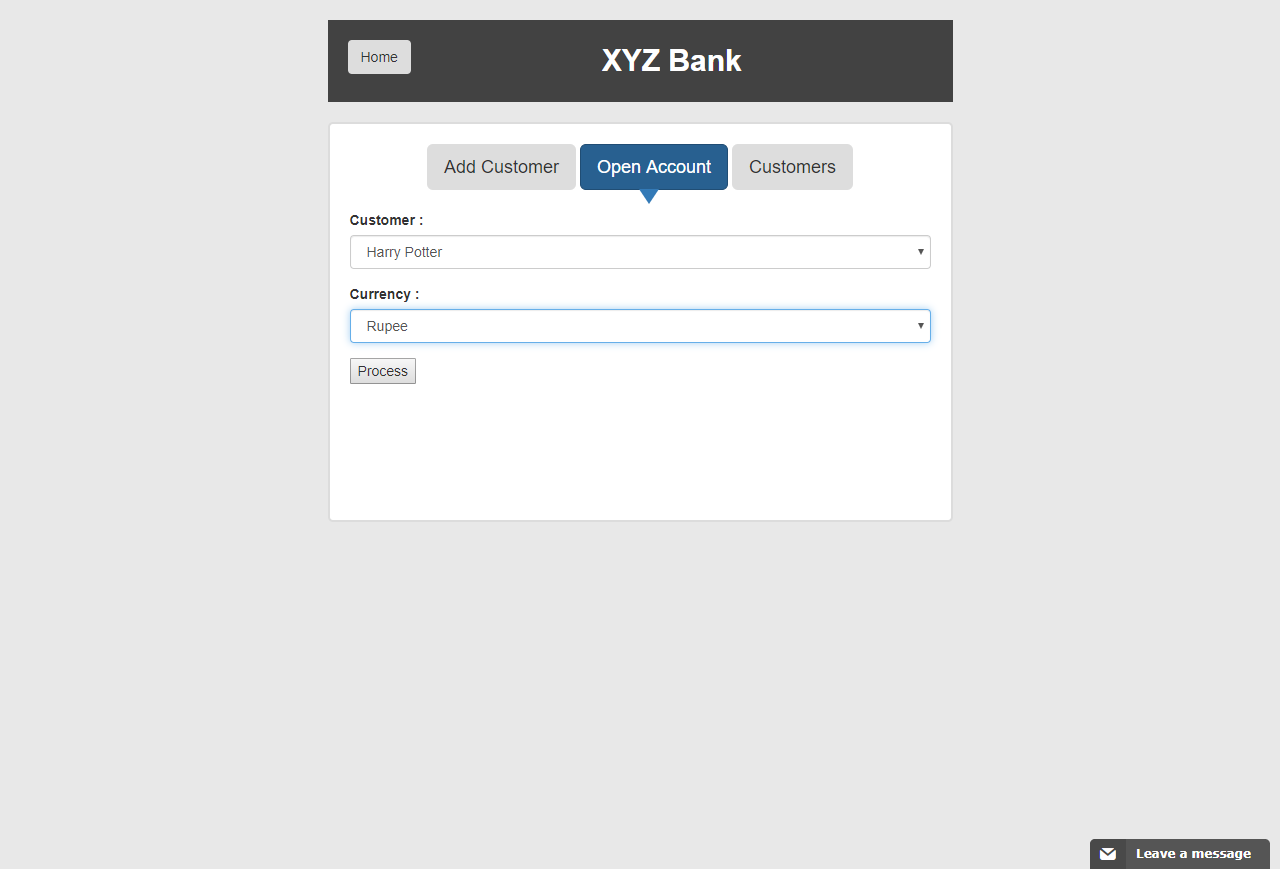 Home
XYZ Bank
Add Customer
Open Account
Customers
Customer :
Harry Potter
Currency :
Rupee
Process
Leave a message